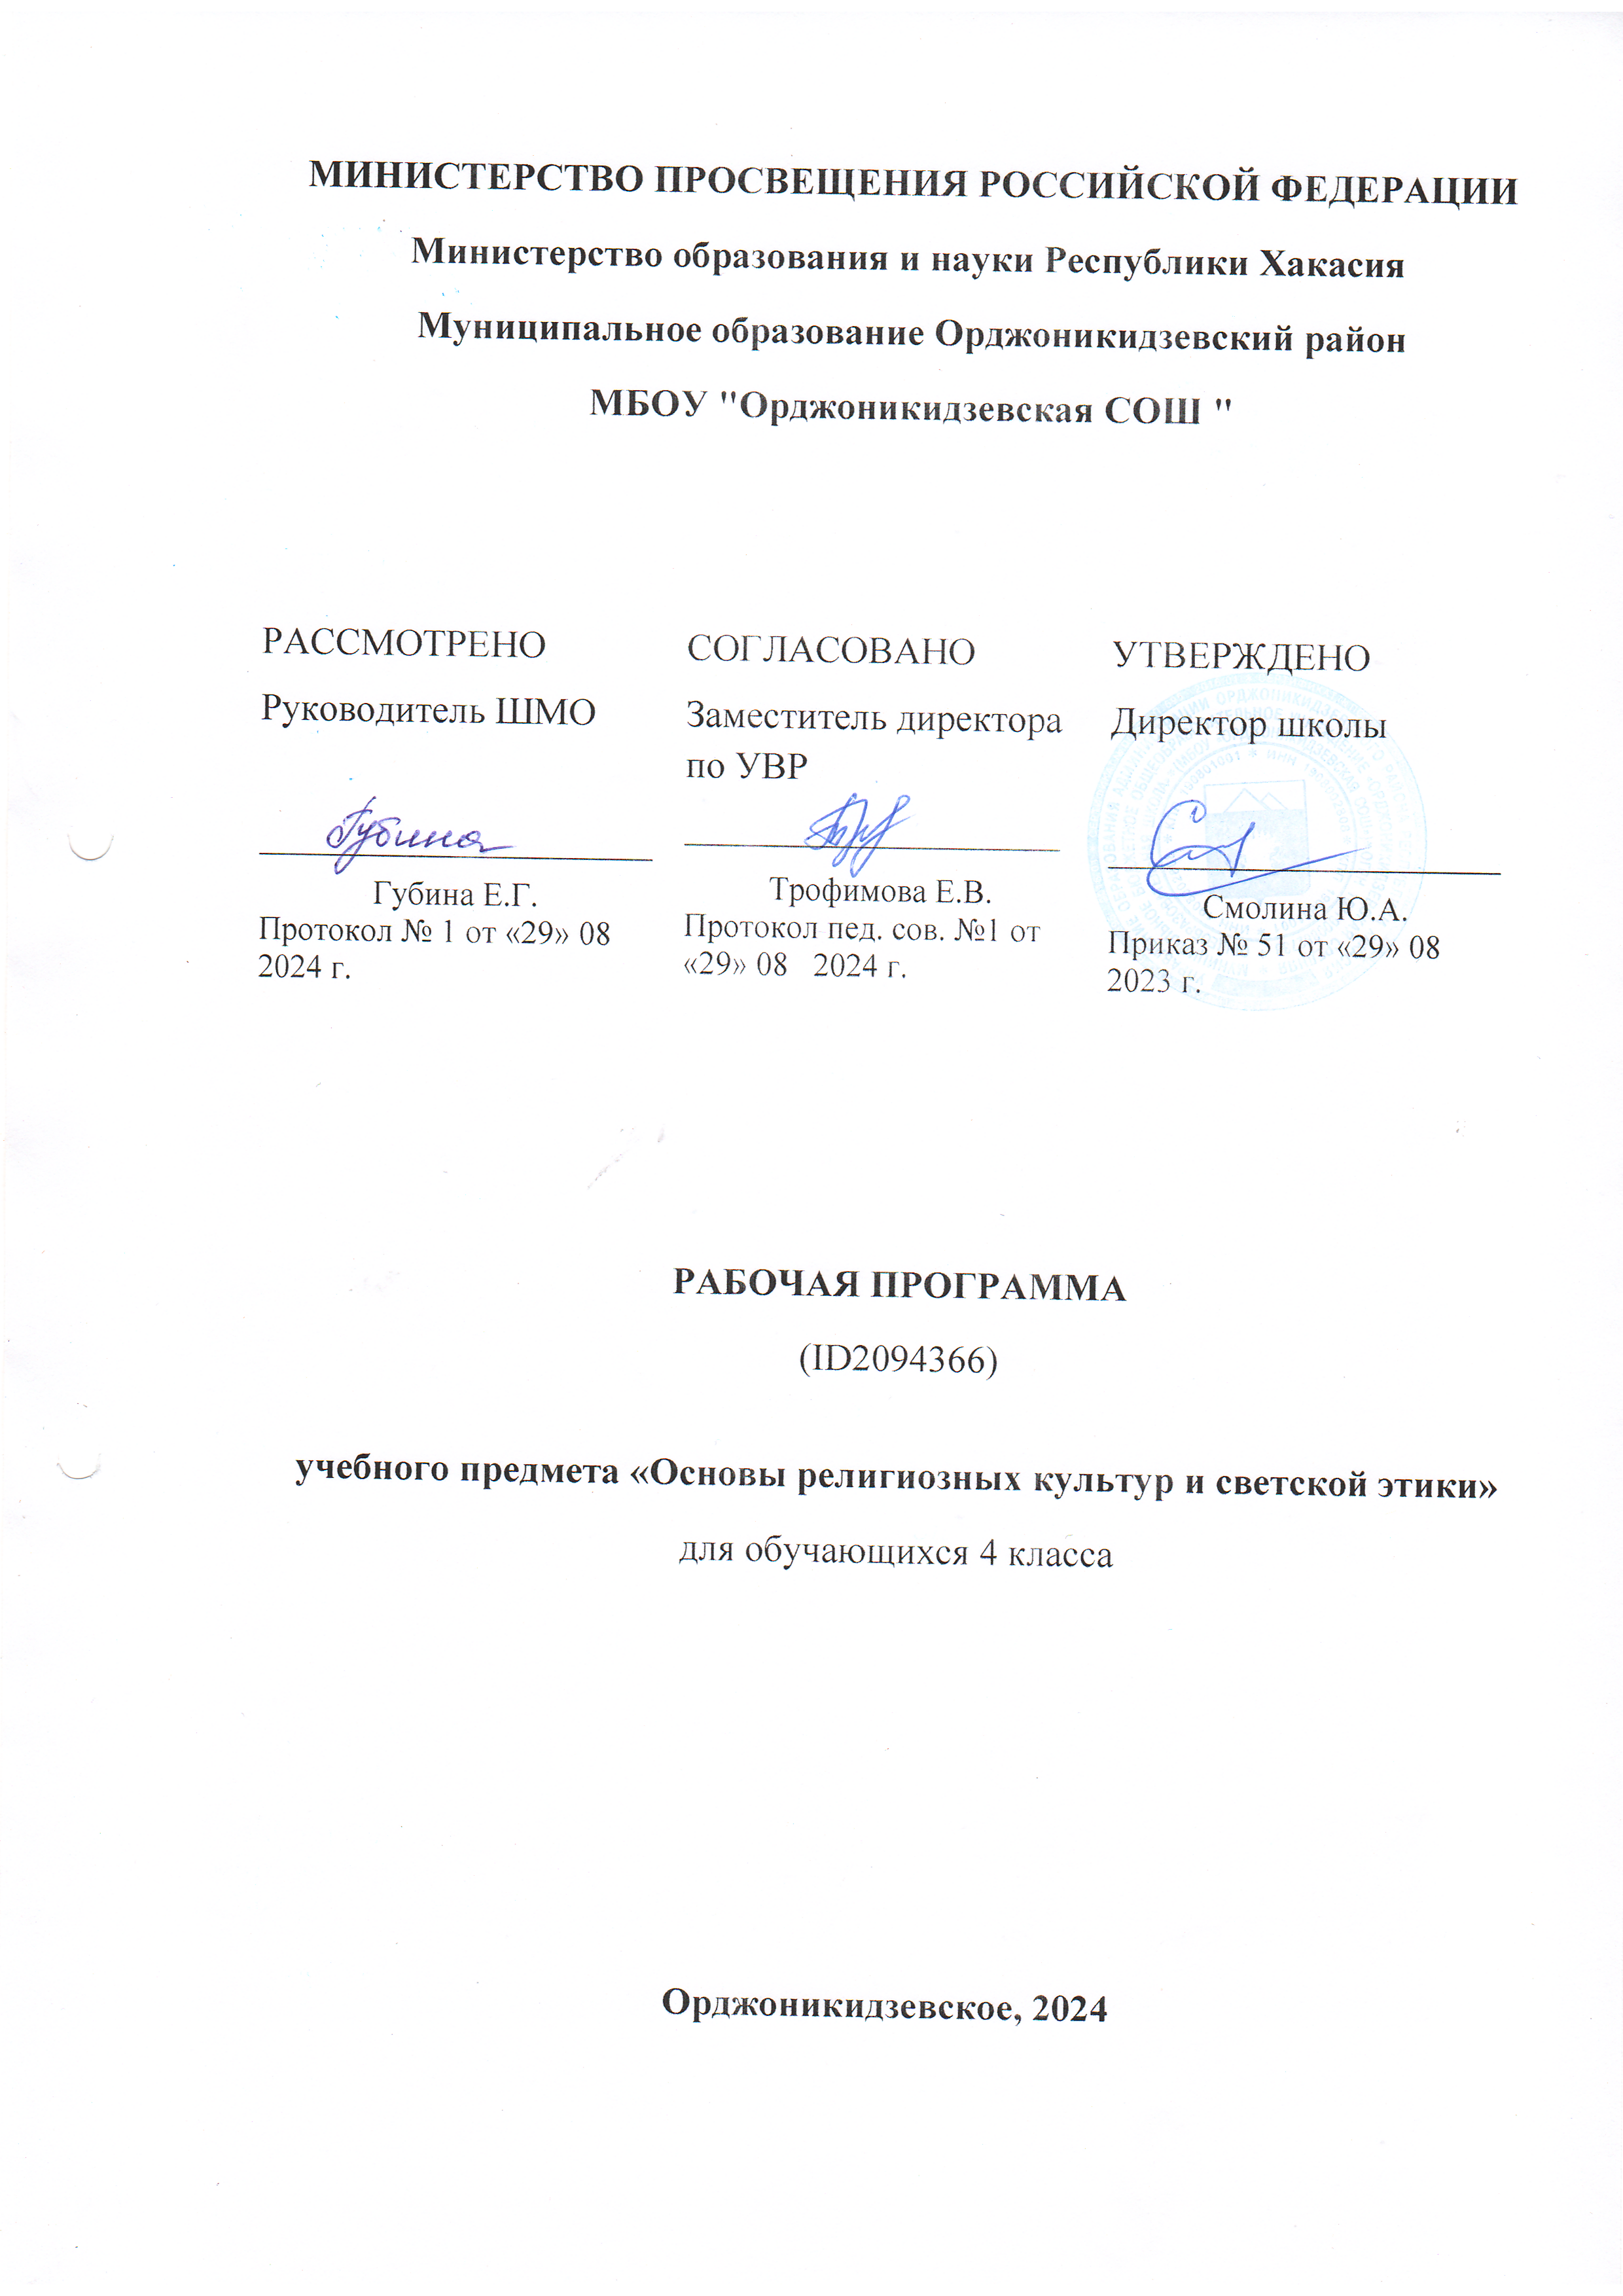 МИНИСТЕРСТВО ПРОСВЕЩЕНИЯ РОССИЙСКОЙ ФЕДЕРАЦИИ
Министерство образования и науки Республики Хакасия
Муниципальное образование Орджоникидзевский район
МБОУ "Орджоникидзевская СОШ "
РАССМОТРЕНО
Руководитель ШМО
Губина
Губина Е.Г.
Протокол № 1 от «29» 08
2024 г.
СОГЛАСОВАНО
Заместитель директора
по УВР
Трофимова Е.В.
Протокол пед. сов. №1 от
«29» 08 2024 г.
УТВЕРЖДЕНО
Директор школы
Смолина Ю.А.
Приказ № 51 от «29» 08
2023 г.
РАБОЧАЯ ПРОГРАММА
(ID2094366)
учебного предмета «Основы религиозных культур и светской этики»
для обучающихся 4 класса
Орджоникидзевское, 2024